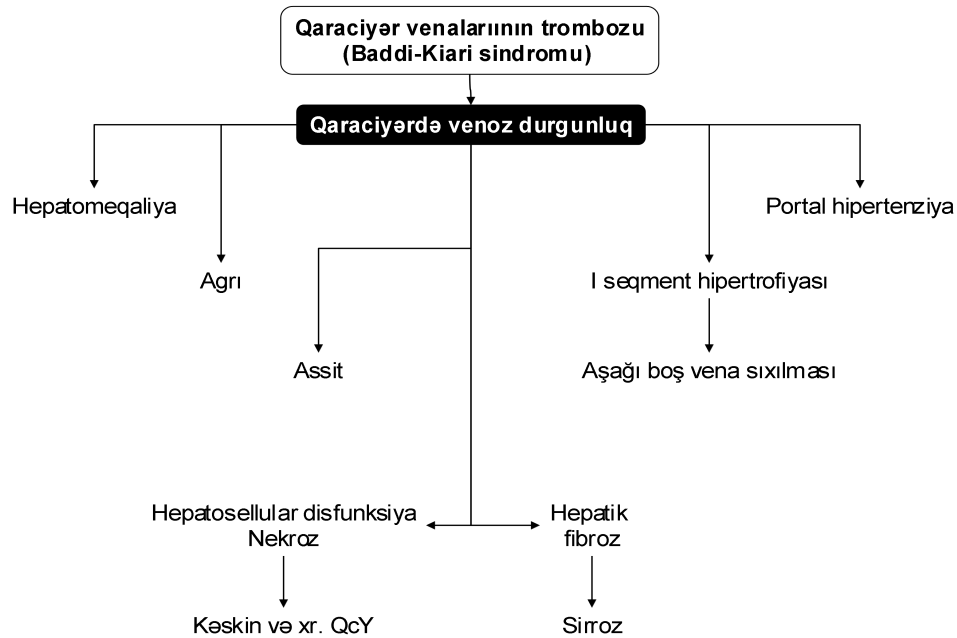 Qaraciyər venalarıının trombozu
(Baddi-Kiari sindromu)
Qaraciyərdə venoz durgunluq
Hepatomeqaliya
Portal hipertenziya
Agrı
I seqment hipertrofiyası
Assit
Aşağı boş vena sıxılması
Hepatosellular disfunksiya
Nekroz
Hepatik
fibroz
Kəskin və xr. QcY
Sirroz